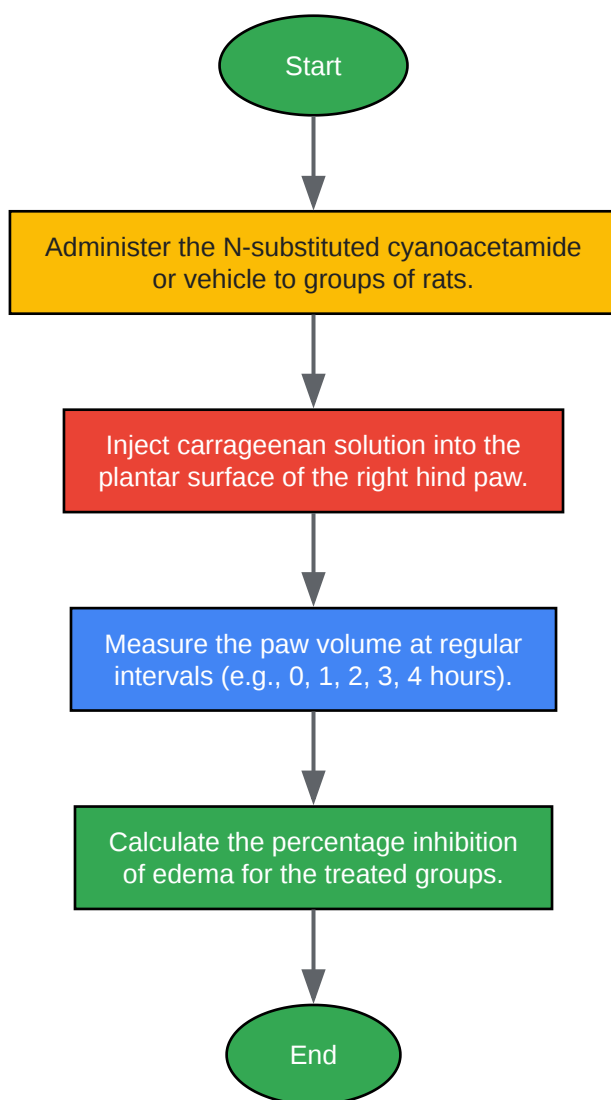 Start
Administer the N-substituted cyanoacetamide
or vehicle to groups of rats.
Inject carrageenan solution into the
plantar surface of the right hind paw.
Measure the paw volume at regular
intervals (e.g., 0, 1, 2, 3, 4 hours).
Calculate the percentage inhibition
of edema for the treated groups.
End